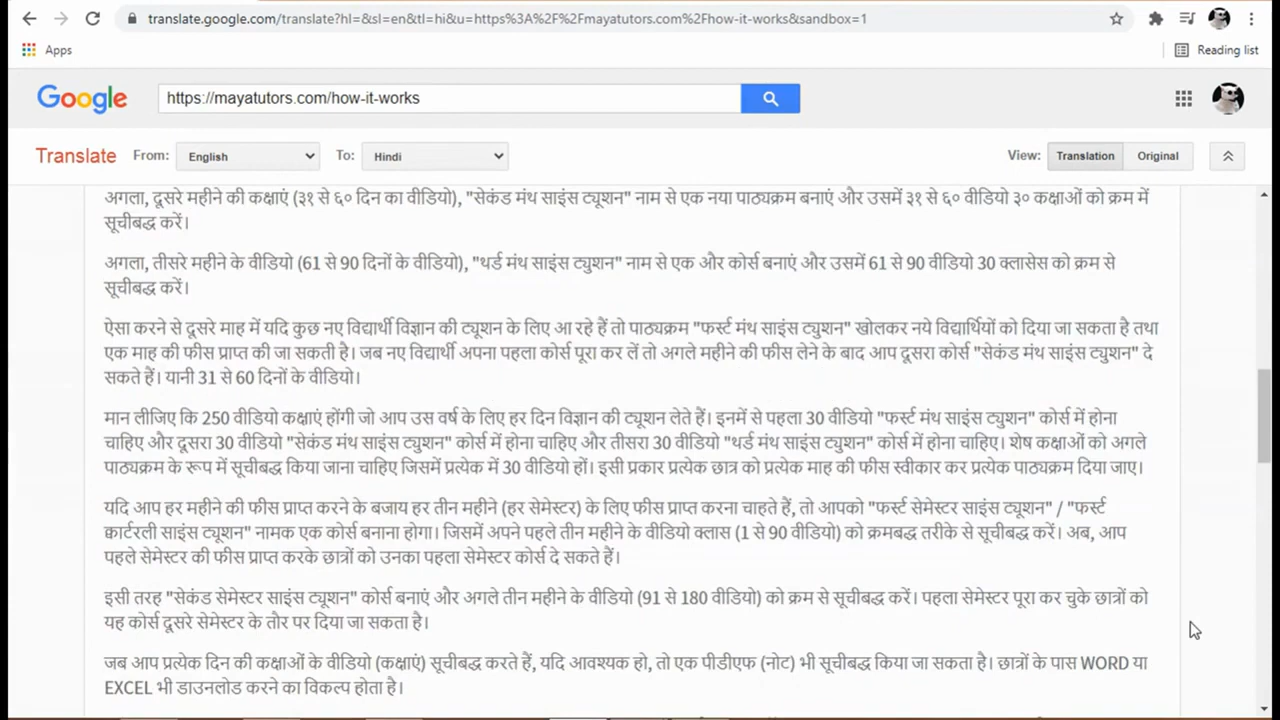 translate.google.com/translate?hl=&sl=en&tl=hi&u=https%3A%2F%2Fmayatutors.com%2Fhow-it-works&sandbox=1
Apps
Reading list
Google
https://mayatutors.com/how-it-works
Translate From: English To: Hindi View: Translation Original
अगला, दूसरे महीने की कक्षाएं (३१ से ६० दिन का वीडियो), "सेकंड मंथ साइंस ट्यूशन" नाम से एक नया पाठ्यक्रम बनाएं और उसमें ३१ से ६० वीडियो ३० कक्षाओं को क्रम में
सूचीबद्ध करें।
अगला, तीसरे महीने के वीडियो (61 से 90 दिनों के वीडियो), "थर्ड मंथ साइंस ट्युशन" नाम से एक और कोर्स बनाएं और उसमें 61 से 90 वीडियो 30 क्लासेस को क्रम से
सूचीबद्ध करें।
ऐसा करने से दूसरे माह में यदि कुछ नए विद्यार्थी विज्ञान की ट्यूशन के लिए आ रहे हैं तो पाठ्यक्रम "फर्स्ट मंथ साइंस ट्युशन" खोलकर नये विद्यार्थियों को दिया जा सकता है तथा
एक माह की फीस प्राप्त की जा सकती है। जब नए विद्यार्थी अपना पहला कोर्स पूरा कर लें तो अगले महीने की फीस लेने के बाद आप दूसरा कोर्स "सेकंड मंथ साइंस ट्युशन" दे
सकते हैं। यानी 31 से 60 दिनों के वीडियो।
मान लीजिए कि 250 वीडियो कक्षाएं होंगी जो आप उस वर्ष के लिए हर दिन विज्ञान की ट्यूशन लेते हैं। इनमें से पहला 30 वीडियो "फर्स्ट मंथ साइंस ट्युशन" कोर्स में होना
चाहिए और दूसरा 30 वीडियो "सेकंड मंथ साइंस ट्युशन" कोर्स में होना चाहिए और तीसरा 30 वीडियो "थर्ड मंथ साइंस ट्युशन" कोर्स में होना चाहिए। शेष कक्षाओं को अगले
पाठ्यक्रम के रूप में सूचीबद्ध किया जाना चाहिए जिसमें प्रत्येक में 30 वीडियो हों। इसी प्रकार प्रत्येक छात्र को प्रत्येक माह की फीस स्वीकार कर प्रत्येक पाठ्यक्रम दिया जाए।
यदि आप हर महीने की फीस प्राप्त करने के बजाय हर तीन महीने (हर सेमेस्टर) के लिए फीस प्राप्त करना चाहते हैं, तो आपको "फर्स्ट सेमेस्टर साइंस ट्यूशन" / "फर्स्ट
क्वार्टरली साइंस ट्यूशन" नामक एक कोर्स बनाना होगा। जिसमें अपने पहले तीन महीने के वीडियो क्लास (1 से 90 वीडियो) को क्रमबद्ध तरीके से सूचीबद्ध करें। अब, आप
पहले सेमेस्टर की फीस प्राप्त करके छात्रों को उनका पहला सेमेस्टर कोर्स दे सकते हैं।
इसी तरह "सेकंड सेमेस्टर साइंस ट्यूशन" कोर्स बनाएं और अगले तीन महीने के वीडियो (91 से 180 वीडियो) को क्रम से सूचीबद्ध करें। पहला सेमेस्टर पूरा कर चुके छात्रों को
यह कोर्स दूसरे सेमेस्टर के तौर पर दिया जा सकता है।
जब आप प्रत्येक दिन की कक्षाओं के वीडियो (कक्षाएं) सूचीबद्ध करते हैं, यदि आवश्यक हो, तो एक पीडीएफ (नोट) भी सूचीबद्ध किया जा सकता है। छात्रों के पास WORD या
EXCEL भी डाउनलोड करने का विकल्प होता है।